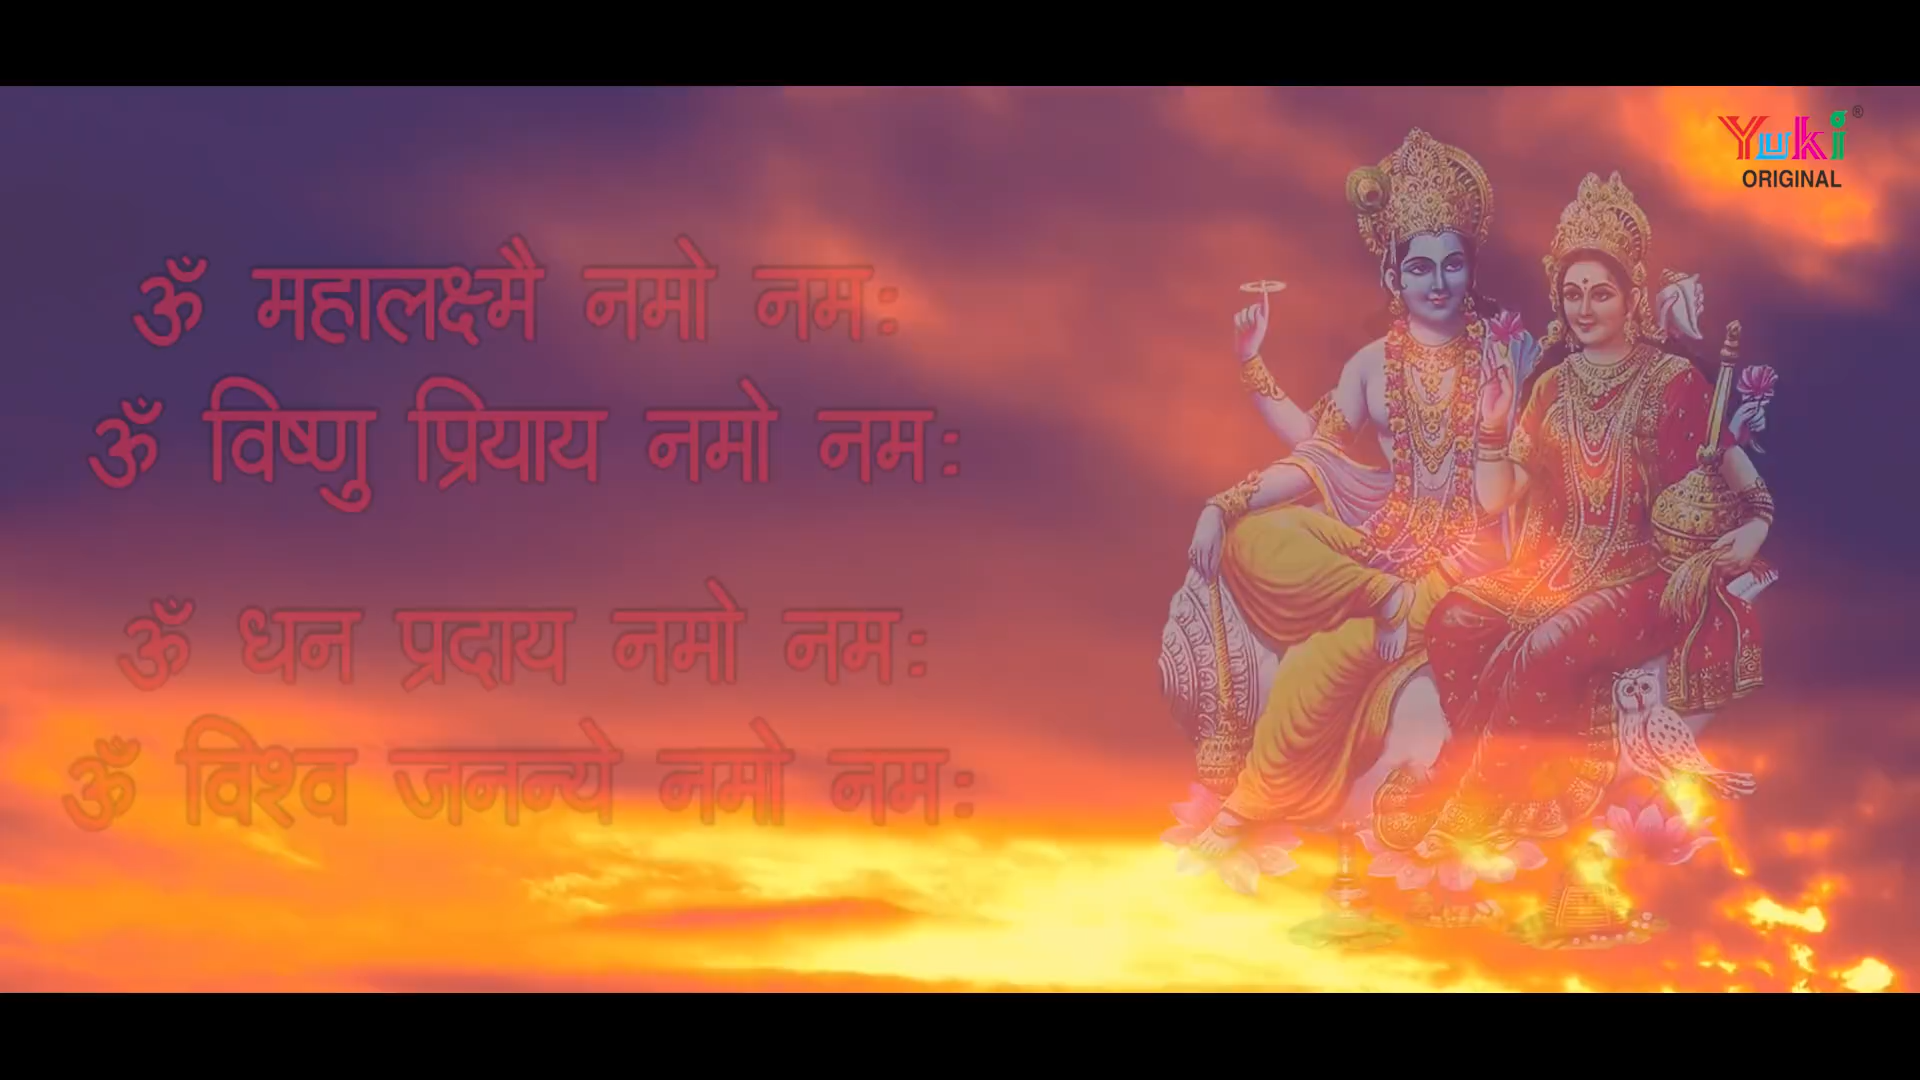 Yuki®
ORIGINAL
ॐ महालक्ष्मै नमो नमः
ॐ विष्णु प्रियाय नमो नमः
ॐ धन प्रदाय नमो नमः
ॐ विश्व जनन्ये नमो नमः